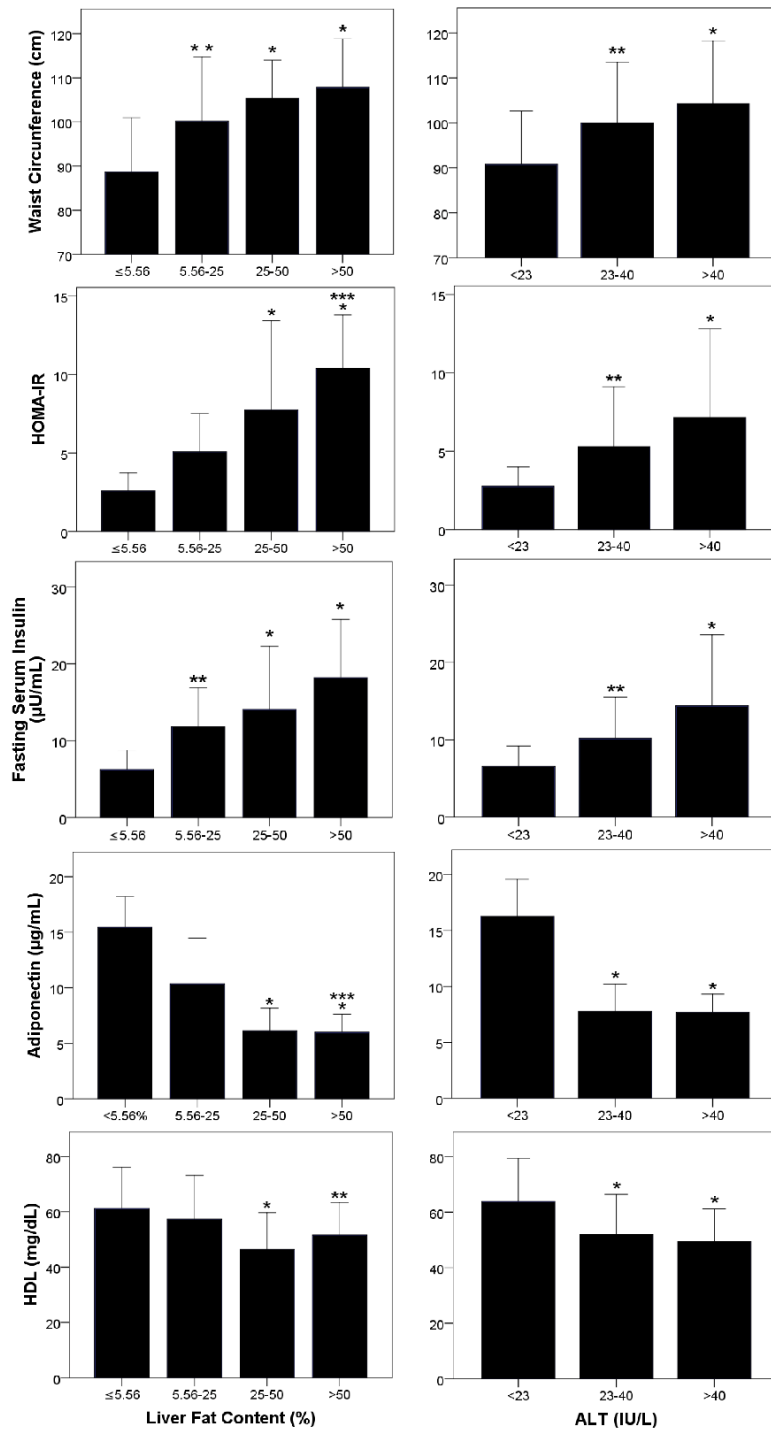 * * * *
120
110
100
90
80
70
Waist Circunference (cm)
≤5.56 5.56-25 25-50 >50
** *
120
110
100
90
80
70
<23 23-40 >40
* ***
*
15
10
5
0
HOMA-IR
≤5.56 5.56-25 25-50 >50
** *
15
10
5
0
<23 23-40 >40
** * *
30
20
10
0
Fasting Serum Insulin
(µU/mL)
≤5.56 5.56-25 25-50 >50
** *
30
20
10
0
<23 23-40 >40
* ***
*
20
15
10
5
0
Adiponectin (µg/mL)
<5.56% 5.56-25 25-50 >50
* *
20
15
10
5
0
<23 23-40 >40
* **
80
60
40
20
0
HDL (mg/dL)
≤5.56 5.56-25 25-50 >50
Liver Fat Content (%)
* *
80
60
40
20
0
<23 23-40 >40
ALT (IU/L)